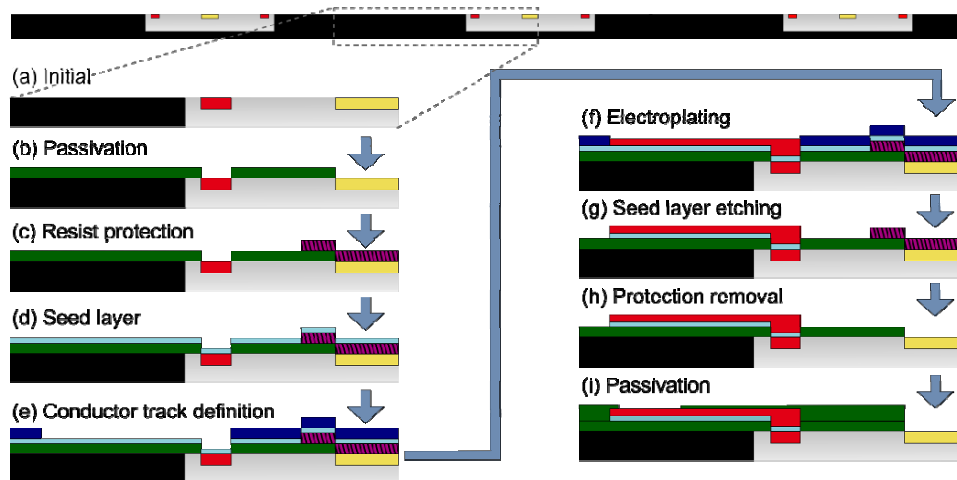 (a) Initial
(b) Passivation
(c) Resist protection
(d) Seed layer
(e) Conductor track definition
(f) Electroplating
(g) Seed layer etching
(h) Protection removal
(i) Passivation